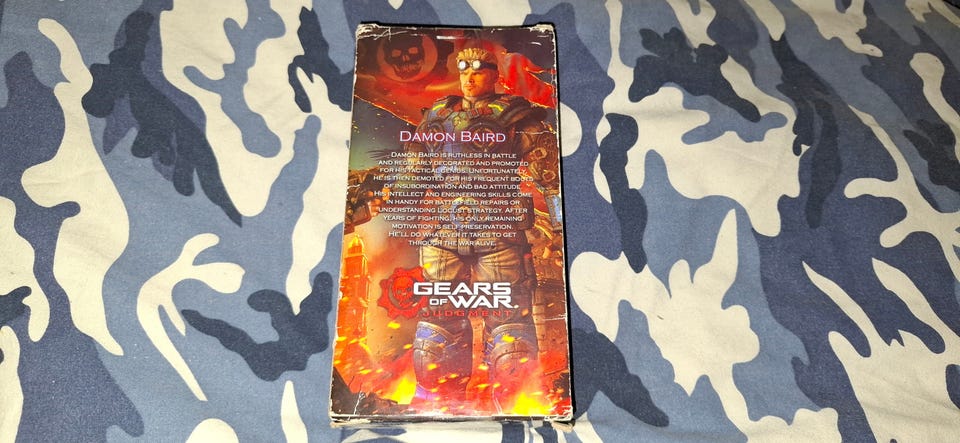 Damon Baird
Damon Baird is ruthless in battle
and regularly decorated and promoted
for his tactical genius. Unfortunately,
he is then demoted for his frequent bouts
of insubordination and bad attitude.
His intellect and engineering skills come
in handy for battlefield repairs or
understanding Locust strategy. After
years of fighting, his only remaining
motivation is self preservation.
He'll do whatever it takes to get
through the war alive.
GEARS
OF WAR.
JUDGMENT